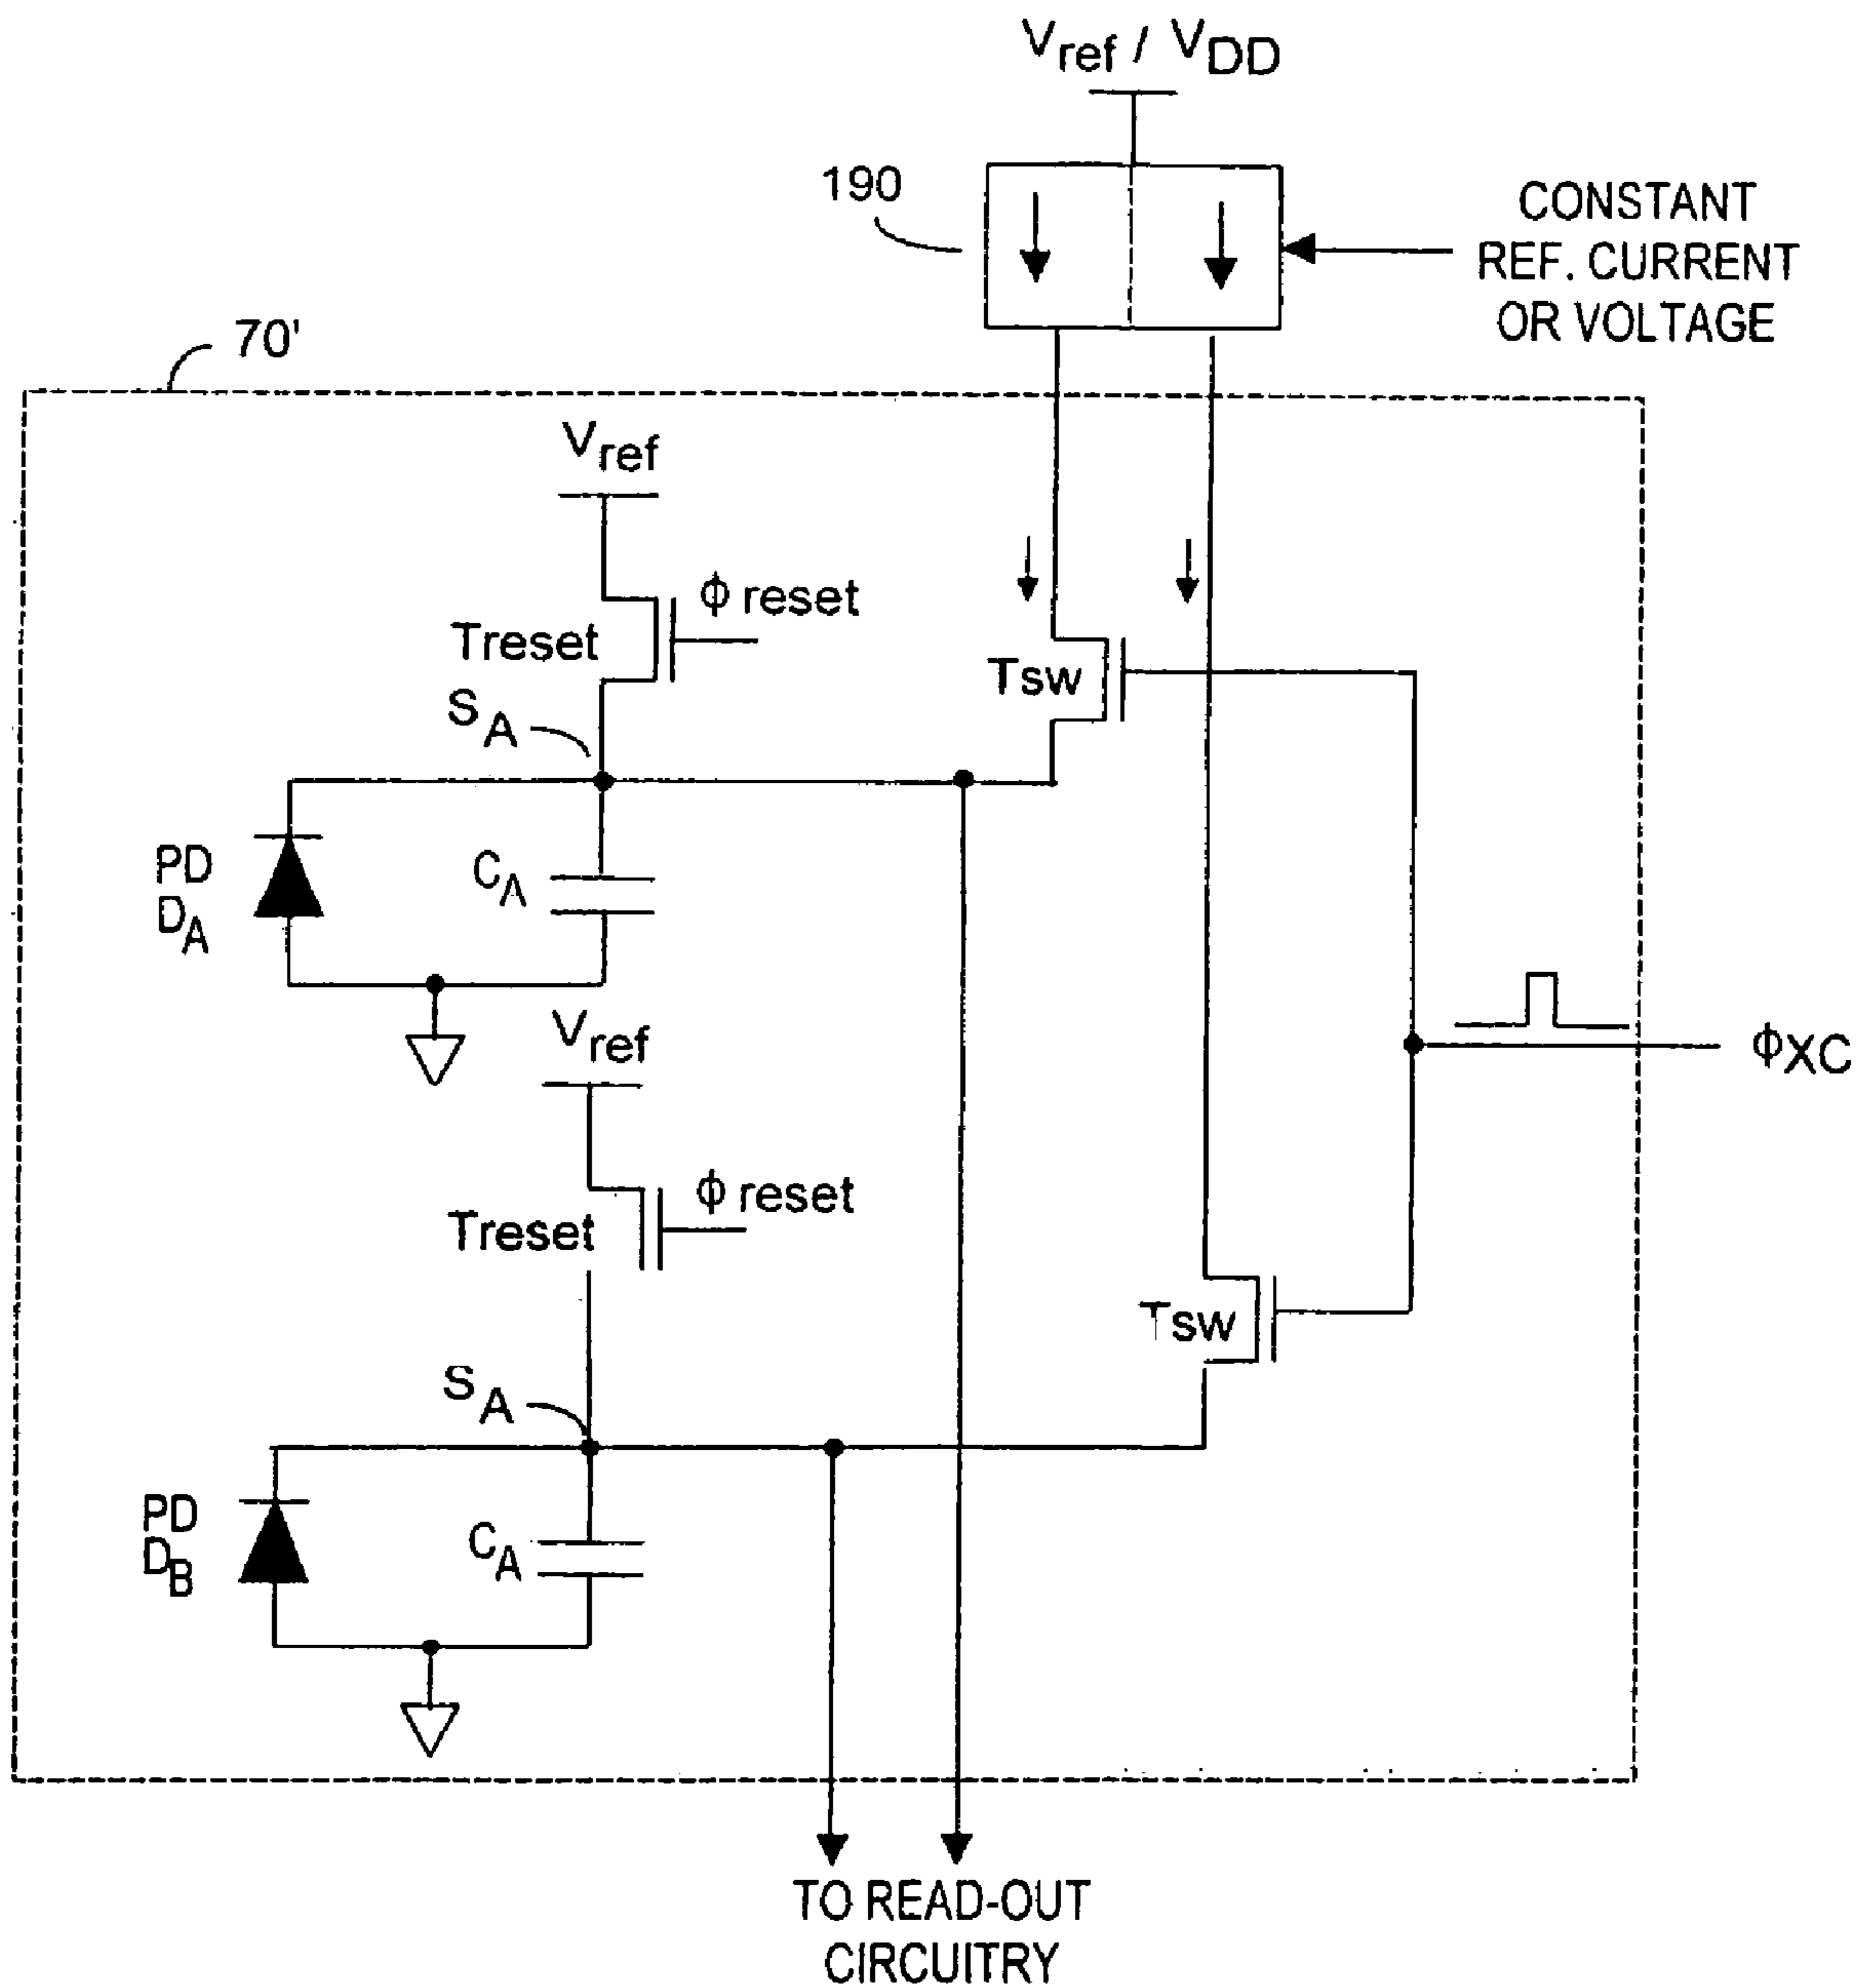 Vref / VDD
190
CONSTANT
REF. CURRENT
OR VOLTAGE
70'
Vref
ϕ reset
Treset
SA
Tsw
PD
DA
CA
Vref
ϕXC
ϕ reset
Treset
Tsw
SA
PD
DB
CA
TO READ-OUT
CIRCUITRY